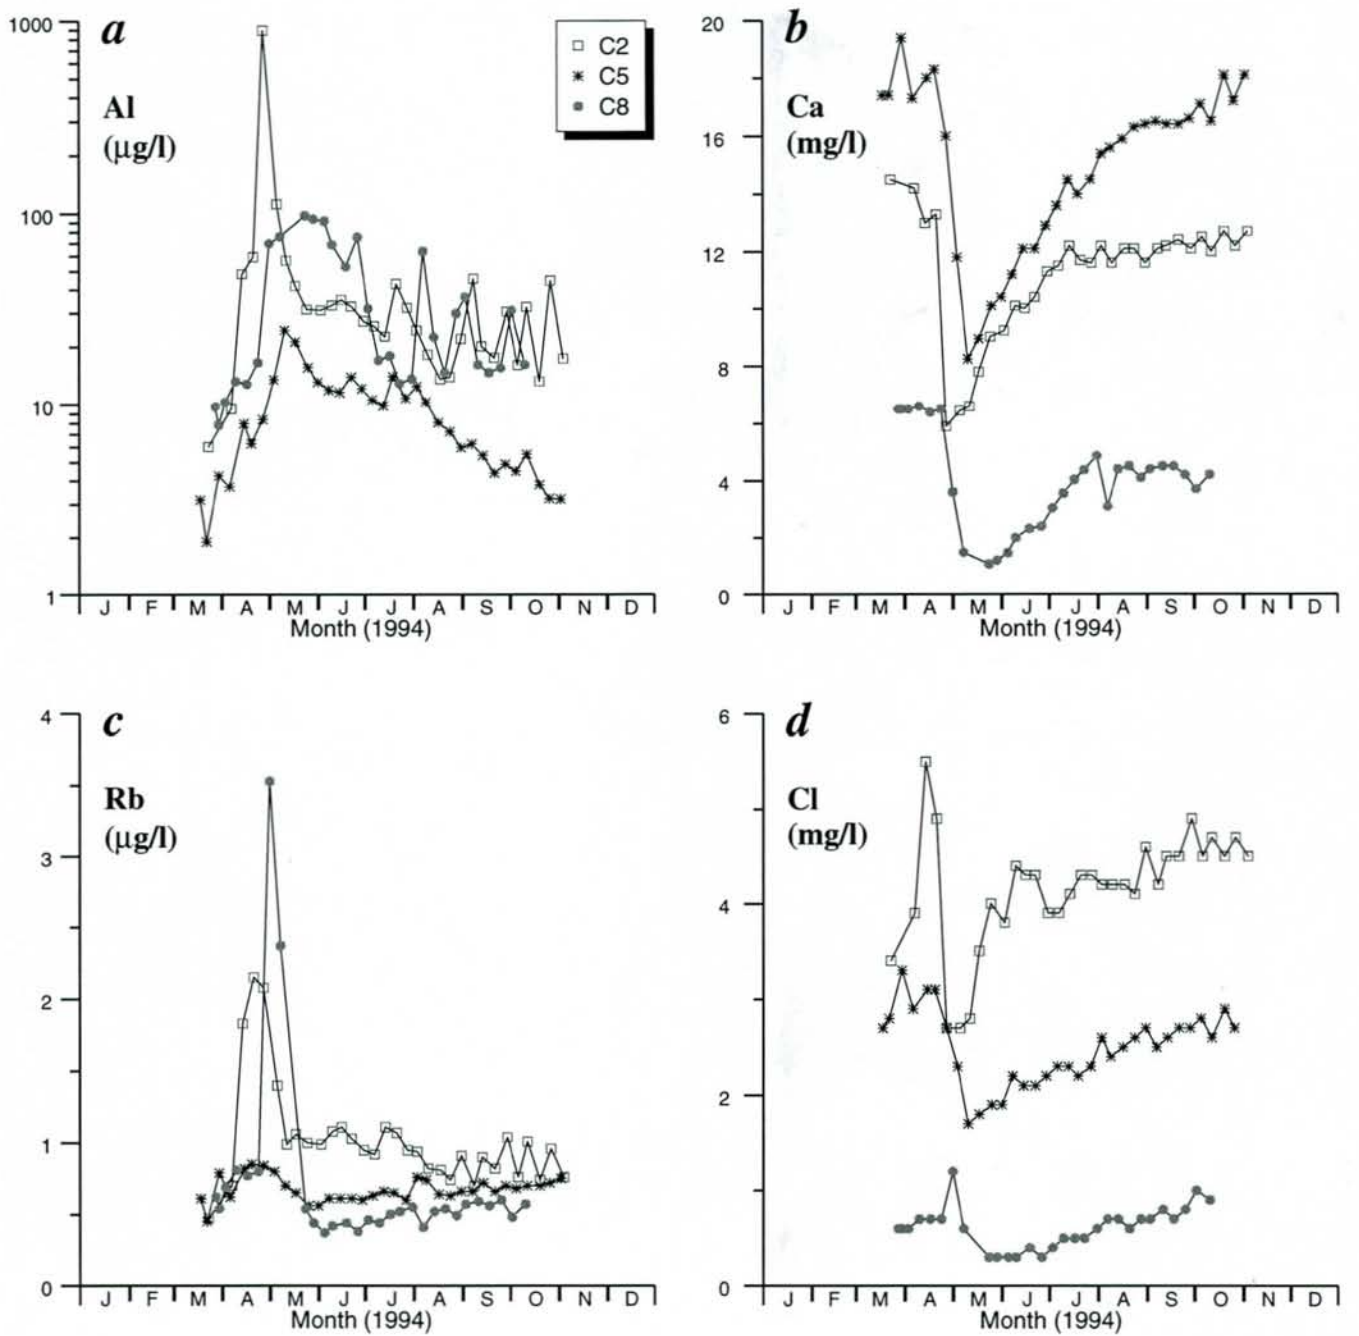 a
1000
100
10
1
Al
(µg/l)
C2
C5
C8
J F M A M J J A S O N D
Month (1994)
b
20
16
12
8
4
0
Ca
(mg/l)
J F M A M J J A S O N D
Month (1994)
c
4
3
2
1
0
Rb
(µg/l)
J F M A M J J A S O N D
Month (1994)
d
6
4
2
0
Cl
(mg/l)
J F M A M J J A S O N D
Month (1994)